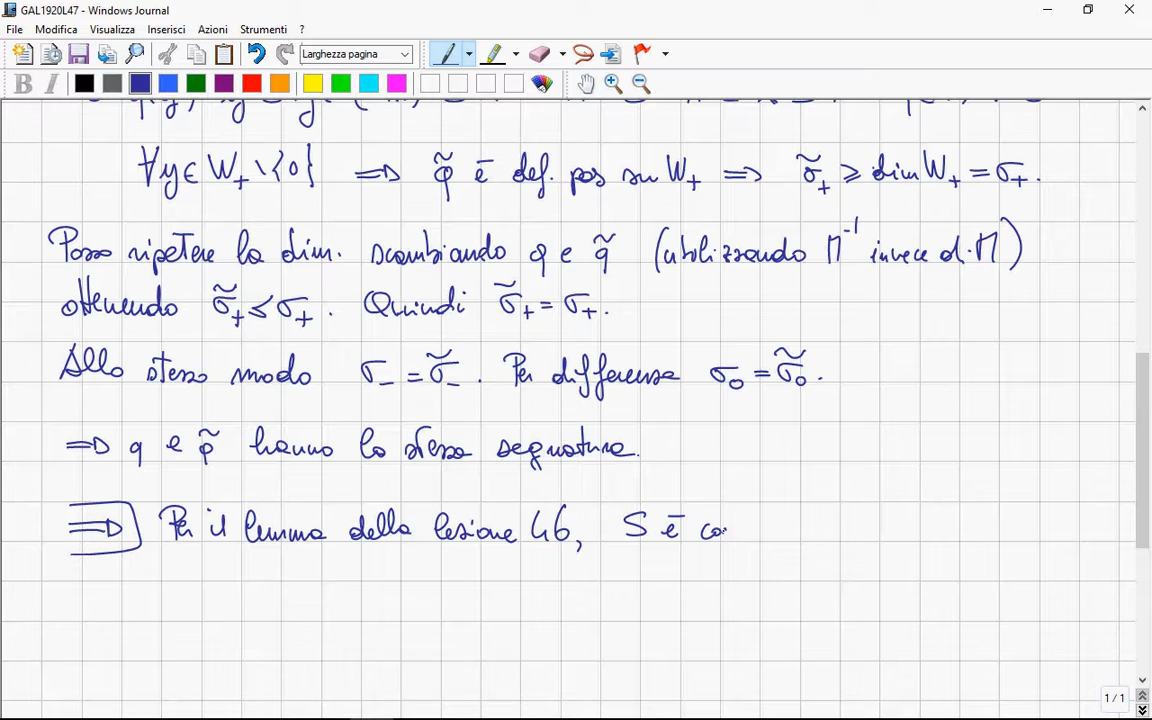 GAL1920L47 - Windows Journal
File Modifica Visualizza Inserisci Azioni Strumenti ?
Larghezza pagina
B I
∀y∈ W₊ \{0} ⟹ q̃ è def. pos su W₊ ⟹ σ̃₊ ⩾ dim W₊ = σ₊.
Posso ripetere la dim. scambiando q e q̃ (utilizzando M⁻¹ invece di M)
ottenendo σ̃₊ ⩽ σ₊. Quindi σ̃₊ = σ₊.
Allo stesso modo σ₋ = σ̃₋. Per differenza σ₀ = σ̃₀.
⟹ q e q̃ hanno la stessa segnatura.
⟹ Per il lemma della lezione 46, S è co
1 / 1